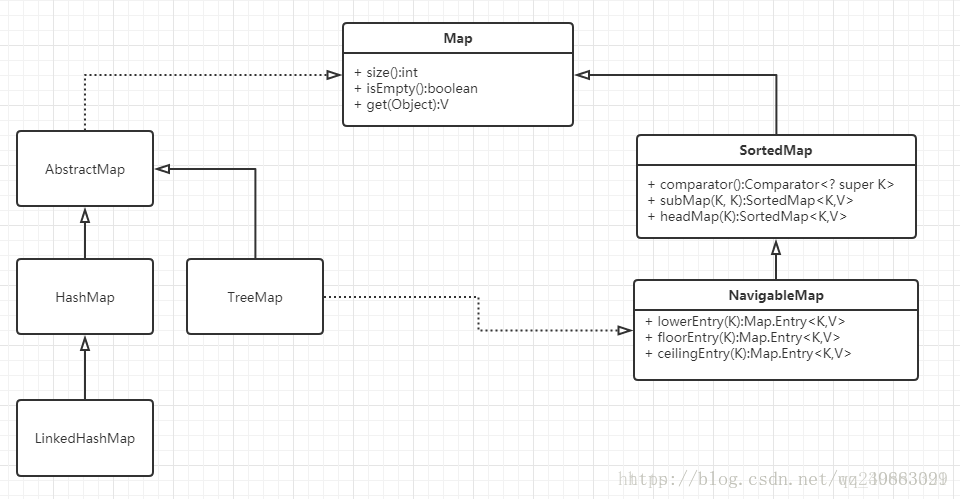 Map
+ size():int
+ isEmpty():boolean
+ get(Object):V
AbstractMap
SortedMap
+ comparator():Comparator<? super K>
+ subMap(K, K):SortedMap<K,V>
+ headMap(K):SortedMap<K,V>
HashMap
TreeMap
NavigableMap
+ lowerEntry(K):Map.Entry<K,V>
+ floorEntry(K):Map.Entry<K,V>
+ ceilingEntry(K):Map.Entry<K,V>
LinkedHashMap
https://blog.csdn.net/